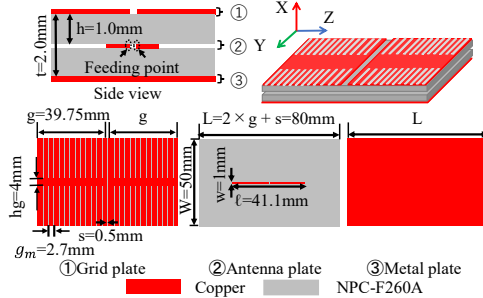 ①
h=1.0mm
t=2.0mm
②
Feeding point
③
Side view
X
Y
Z
g=39.75mm
g
L=2 × g + s=80mm
L
hg=4mm
W=50mm
w=1mm
ℓ=41.1mm
s=0.5mm
gₘ=2.7mm
①Grid plate
②Antenna plate
③Metal plate
Copper
NPC-F260A